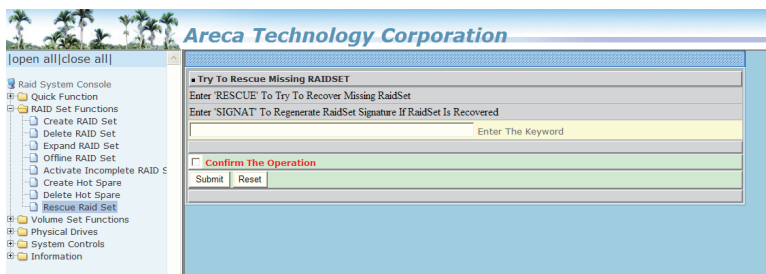 Areca Technology Corporation
|open all|close all|
Raid System Console
Quick Function
RAID Set Functions
Create RAID Set
Delete RAID Set
Expand RAID Set
Offline RAID Set
Activate Incomplete RAID S
Create Hot Spare
Delete Hot Spare
Rescue Raid Set
Volume Set Functions
Physical Drives
System Controls
Information
Try To Rescue Missing RAIDSET
Enter 'RESCUE' To Try To Recover Missing RaidSet
Enter 'SIGNAT' To Regenerate RaidSet Signature If RaidSet Is Recovered
Enter The Keyword
Confirm The Operation
Submit Reset